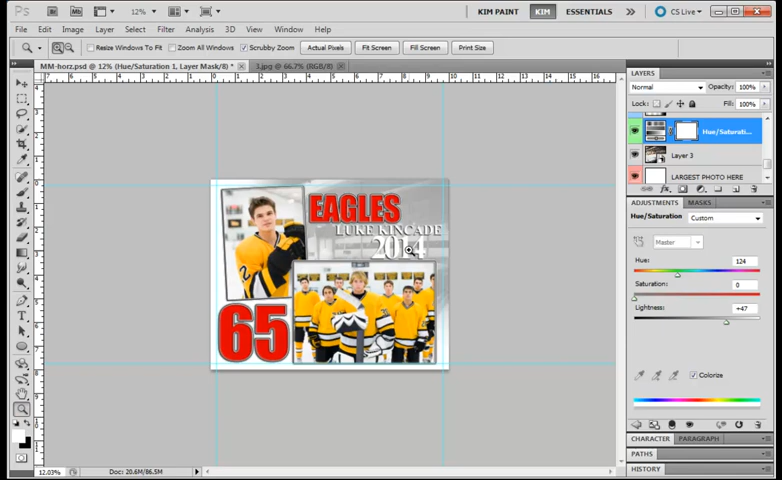 Ps Br Mb 12% KIM PAINT KIM ESSENTIALS CS Live
File Edit Image Layer Select Filter Analysis 3D View Window Help
Resize Windows To Fit Zoom All Windows Scrubby Zoom Actual Pixels Fit Screen Fill Screen Print Size
MM-horz.psd @ 12% (Hue/Saturation 1, Layer Mask/8) * 3.jpg @ 66.7% (RGB/8)
LAYERS
Normal Opacity: 100%
Lock: Fill: 100%
Hue/Saturati...
Layer 3
LARGEST PHOTO HERE
ADJUSTMENTS MASKS
Hue/Saturation Custom
Master
Hue: 124
Saturation: 0
Lightness: +47
Colorize
CHARACTER PARAGRAPH
PATHS
HISTORY
EAGLES
LUKE KINCADE
2014
2
65
12.03% Doc: 20.6M/86.5M